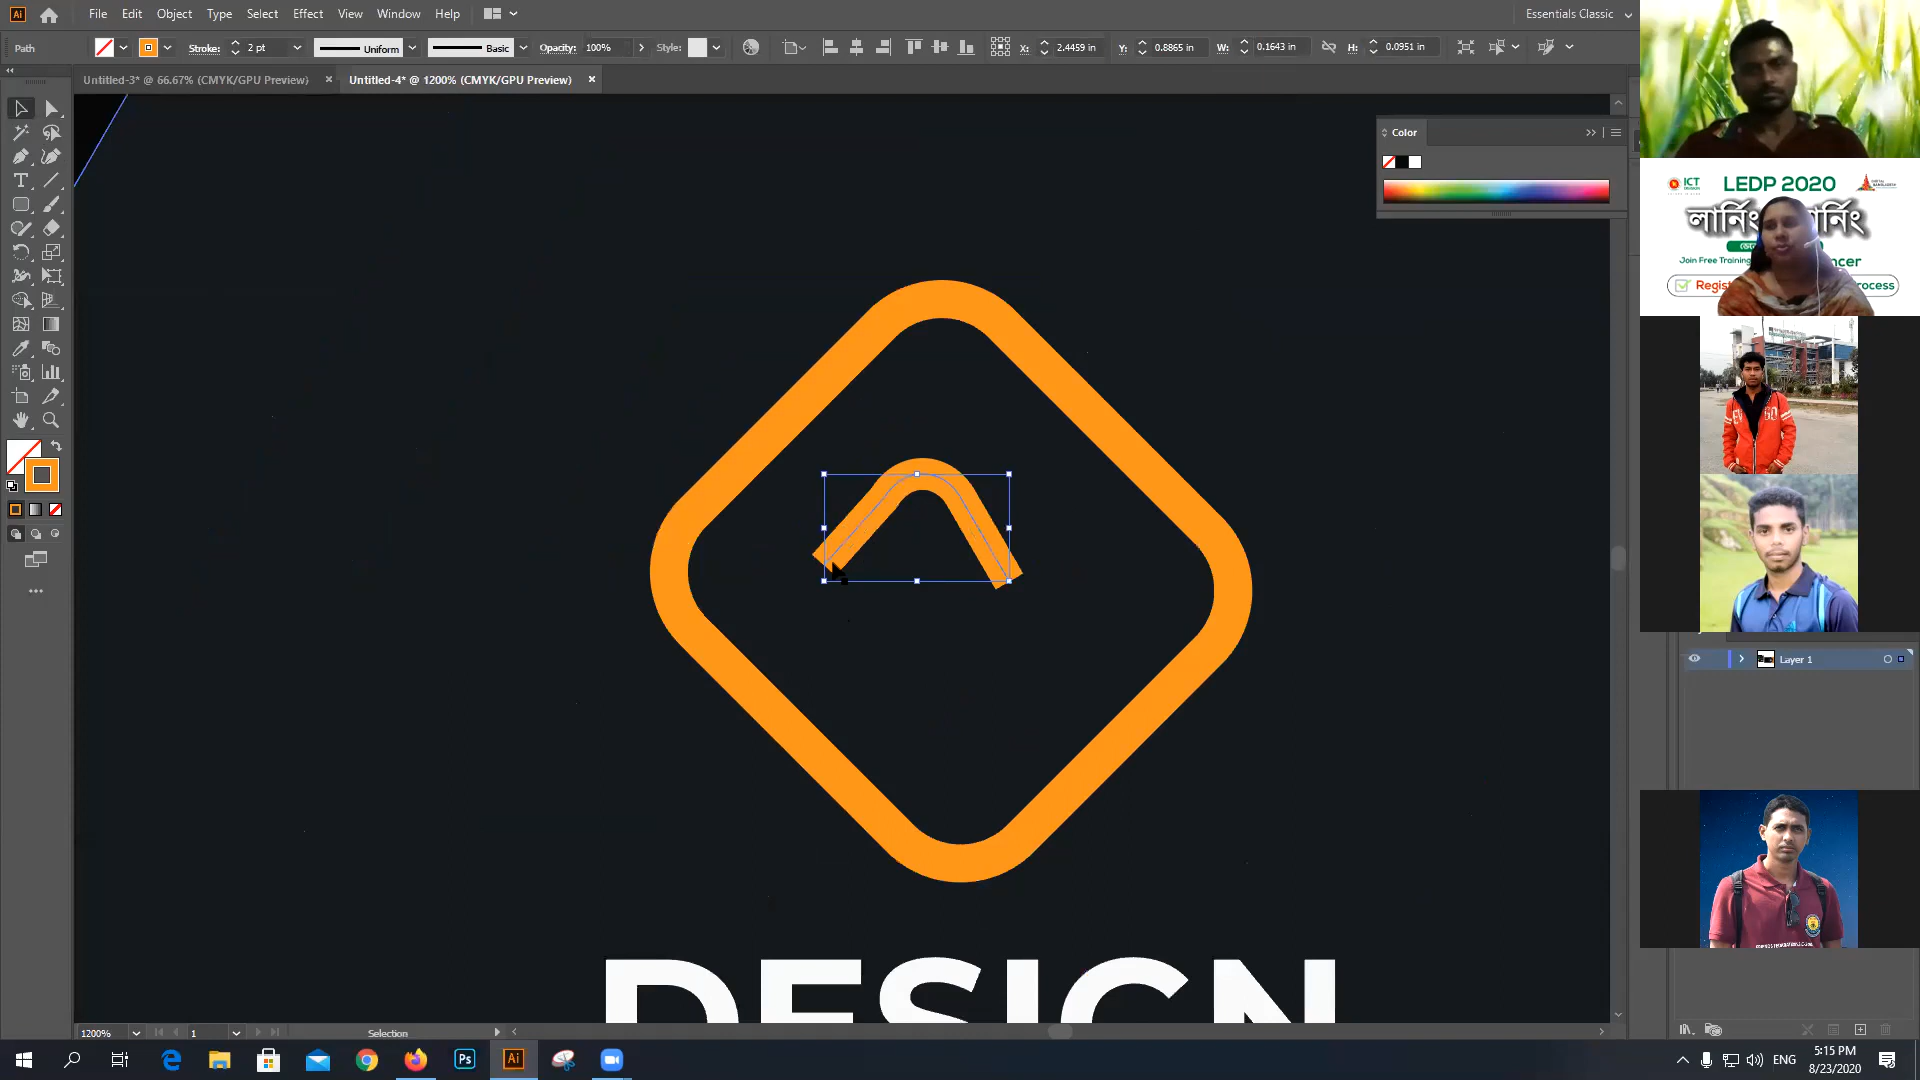 Ai File Edit Object Type Select Effect View Window Help Essentials Classic
Path Stroke: 2 pt Uniform Basic Opacity: 100% Style: X: 2.4459 in Y: 0.8865 in W: 0.1643 in H: 0.0951 in
Untitled-3* @ 66.67% (CMYK/GPU Preview) Untitled-4* @ 1200% (CMYK/GPU Preview)
Color
LEDP 2020
লার্নিং
Join Free Training
Layer 1
DESIGN
1200% 1 Selection
Ps Ai ENG 5:15 PM
8/23/2020